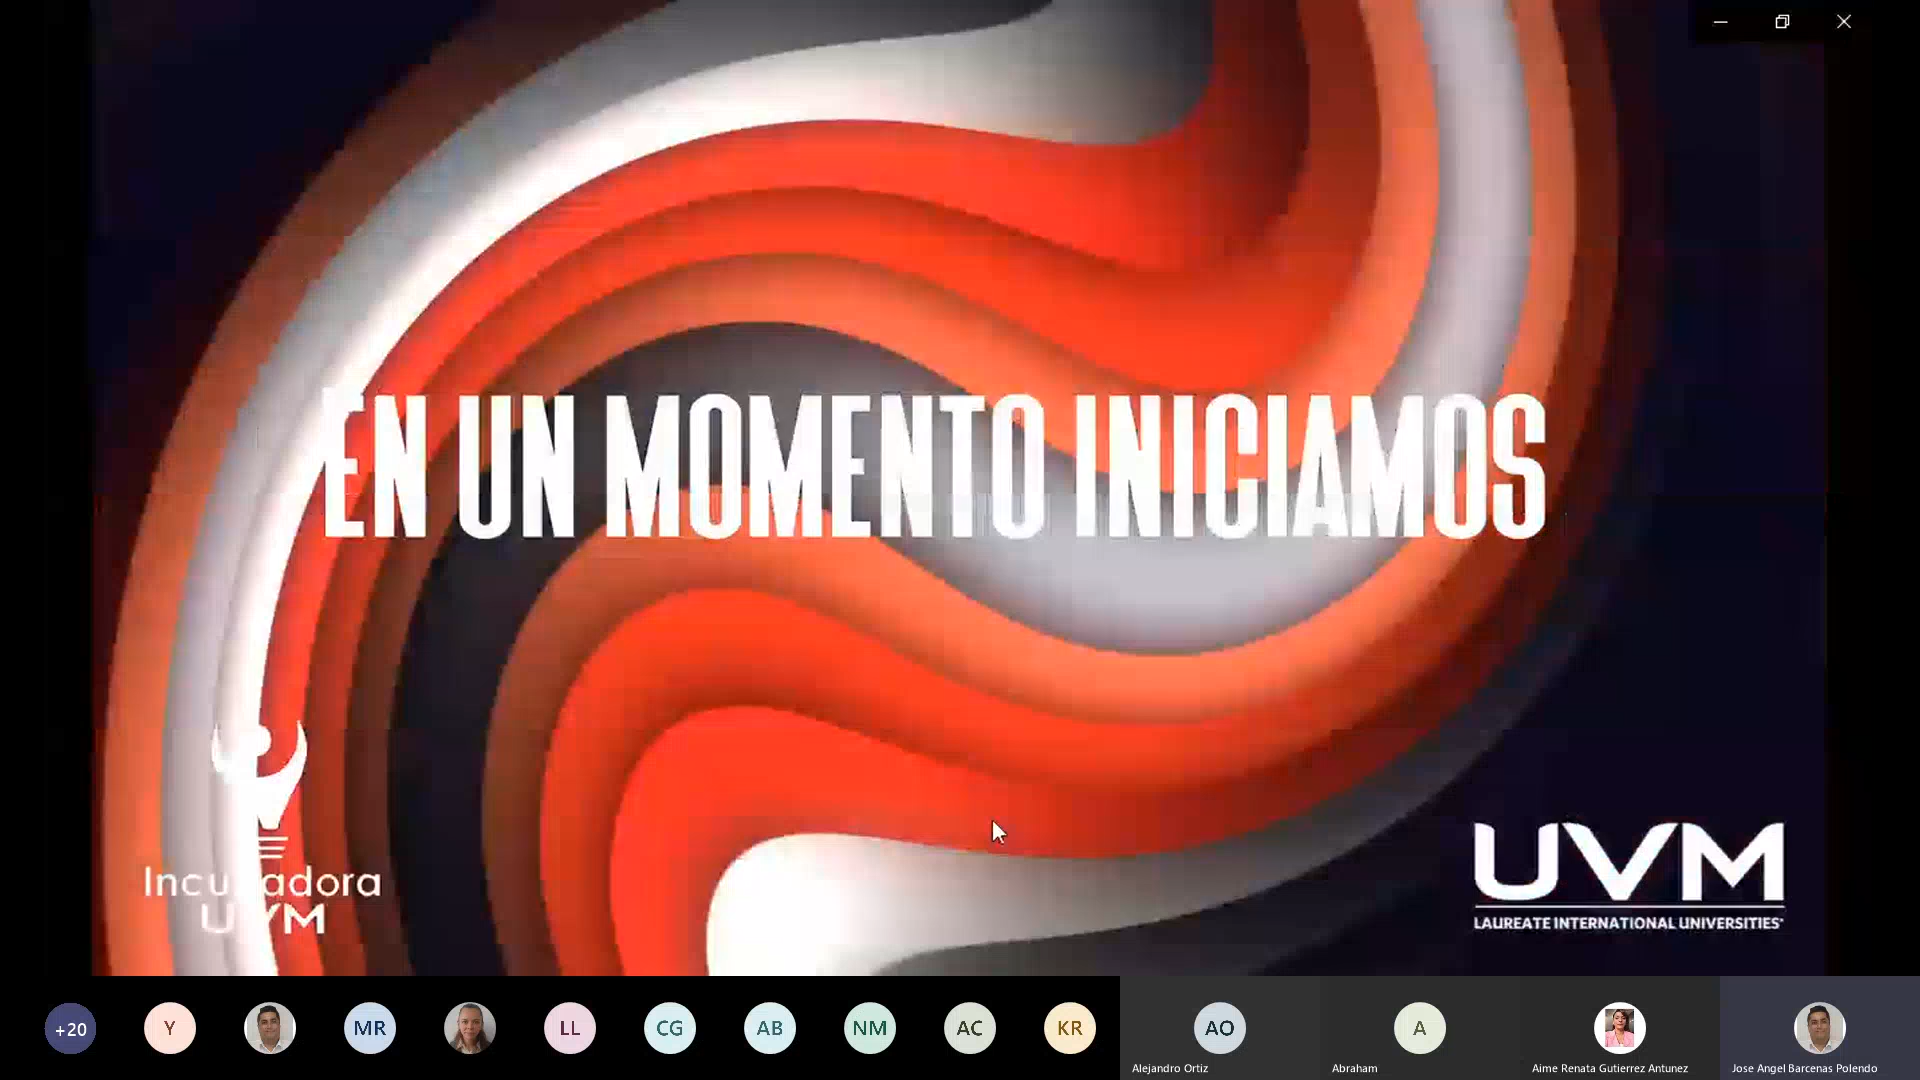 EN UN MOMENTO INICIAMOS
Incubadora
UVM
UVM
LAUREATE INTERNATIONAL UNIVERSITIES®
+20
Y
MR
LL
CG
AB
NM
AC
KR
AO
A
Alejandro Ortiz
Abraham
Aime Renata Gutierrez Antunez
Jose Angel Barcenas Polendo